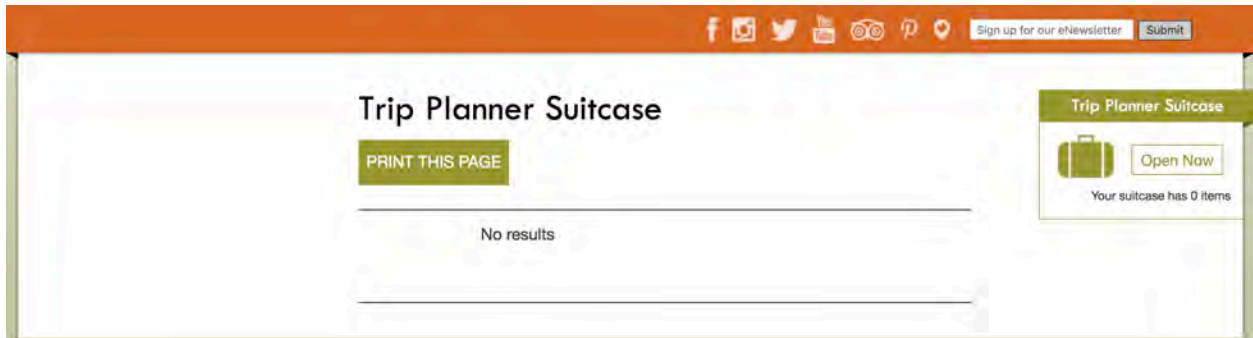 Sign up for our eNewsletter Submit
Trip Planner Suitcase
PRINT THIS PAGE
No results
Trip Planner Suitcase
Open Now
Your suitcase has 0 items